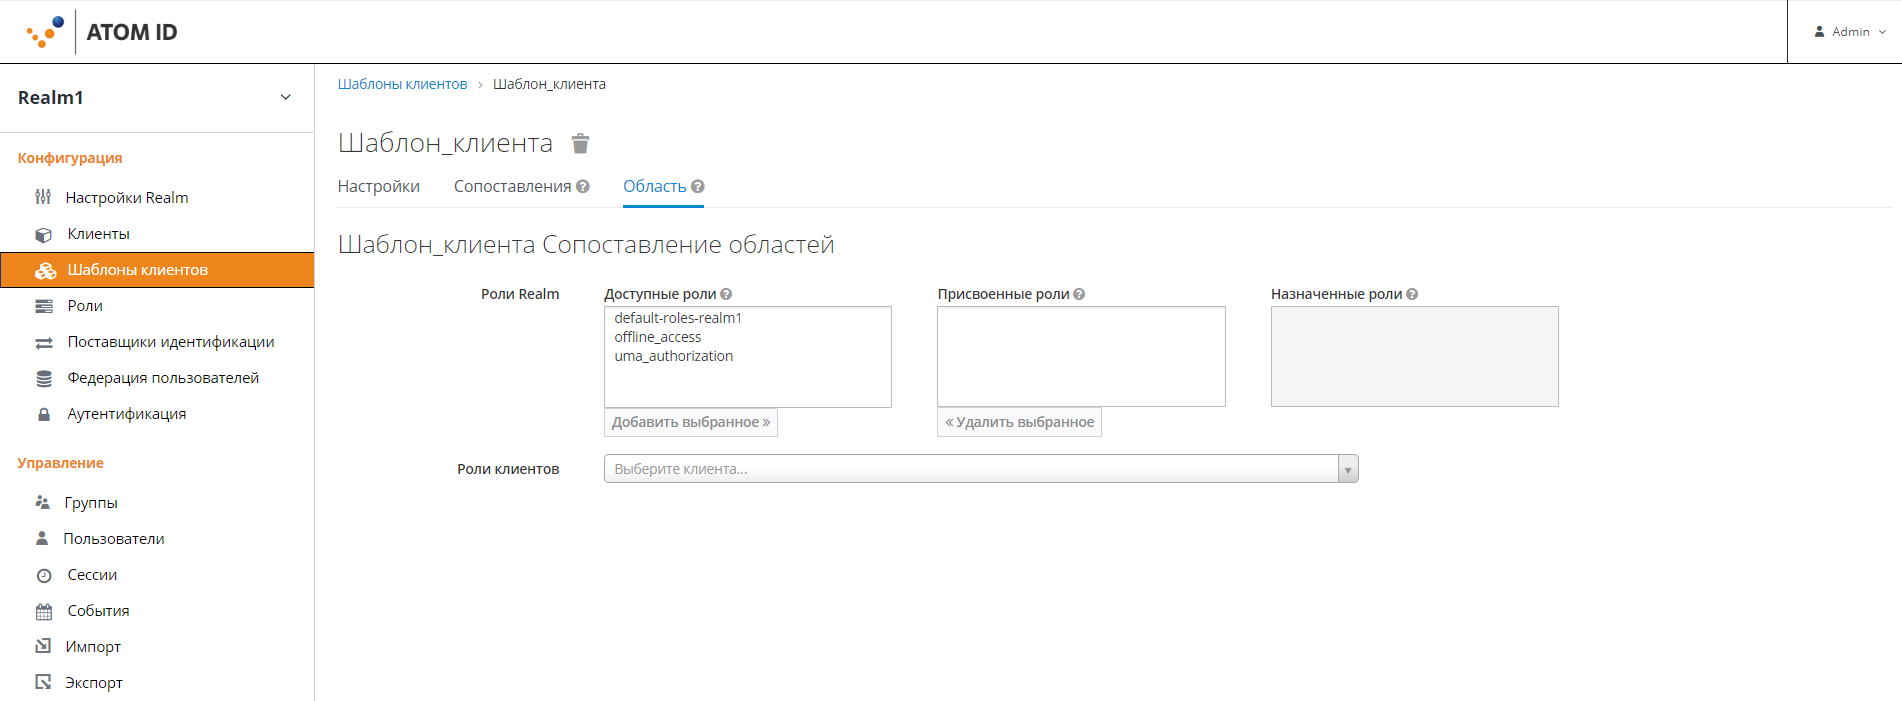 ATOM ID
Admin
Realm1
Шаблоны клиентов › Шаблон_клиента
Шаблон_клиента
Настройки Сопоставления Область
Шаблон_клиента Сопоставление областей
Роли Realm
Доступные роли
default-roles-realm1
offline_access
uma_authorization
Добавить выбранное »
Присвоенные роли
« Удалить выбранное
Назначенные роли
Роли клиентов
Выберите клиента...
Конфигурация
Настройки Realm
Клиенты
Шаблоны клиентов
Роли
Поставщики идентификации
Федерация пользователей
Аутентификация
Управление
Группы
Пользователи
Сессии
События
Импорт
Экспорт